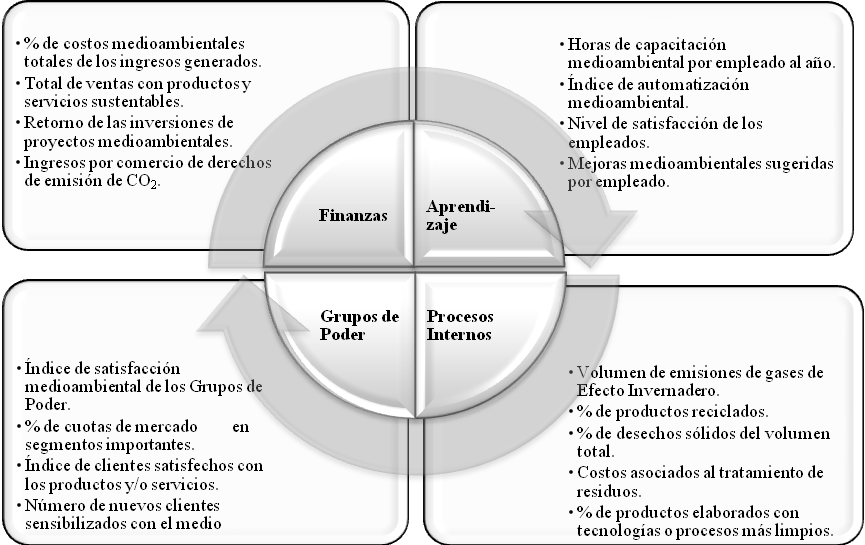 • % de costos medioambientales
totales de los ingresos generados.
• Total de ventas con productos y
servicios sustentables.
• Retorno de las inversiones de
proyectos medioambientales.
• Ingresos por comercio de derechos
de emisión de CO₂.
• Horas de capacitación
medioambiental por empleado al año.
• Índice de automatización
medioambiental.
• Nivel de satisfacción de los
empleados.
• Mejoras medioambientales sugeridas
por empleado.
Finanzas
Aprendi-
zaje
Grupos de
Poder
Procesos
Internos
• Índice de satisfacción
medioambiental de los Grupos de
Poder.
• % de cuotas de mercado en
segmentos importantes.
• Índice de clientes satisfechos con
los productos y/o servicios.
• Número de nuevos clientes
sensibilizados con el medio
• Volumen de emisiones de gases de
Efecto Invernadero.
• % de productos reciclados.
• % de desechos sólidos del volumen
total.
• Costos asociados al tratamiento de
residuos.
• % de productos elaborados con
tecnologías o procesos más limpios.